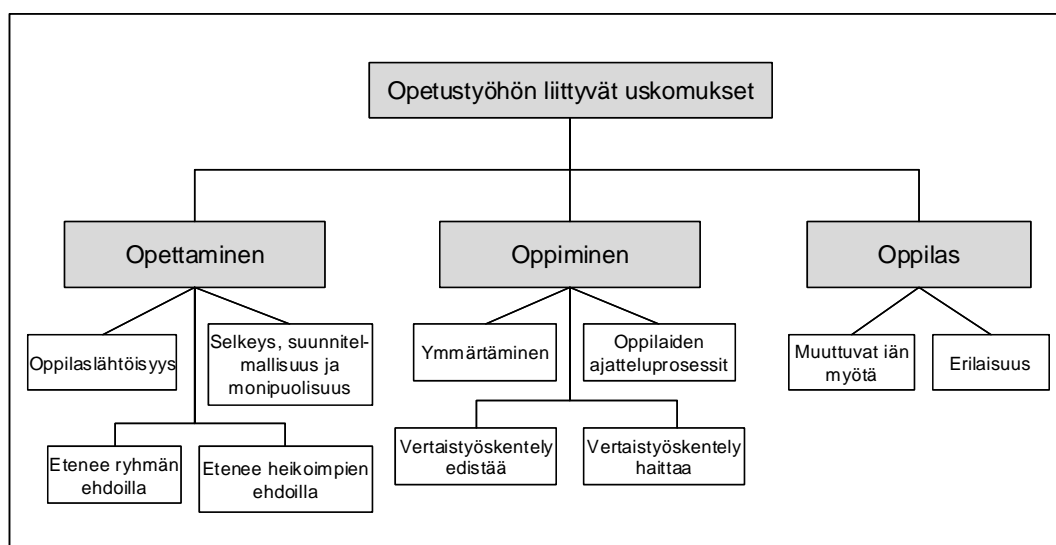 Opetustyöhön liittyvät uskomukset
Opettaminen
Oppiminen
Oppilas
Oppilaslähtöisyys
Selkeys, suunnitel-
mallisuus ja
monipuolisuus
Ymmärtäminen
Oppilaiden
ajatteluprosessit
Muuttuvat iän
myötä
Erilaisuus
Etenee ryhmän
ehdoilla
Etenee heikoimpien
ehdoilla
Vertaistyöskentely
edistää
Vertaistyöskentely
haittaa